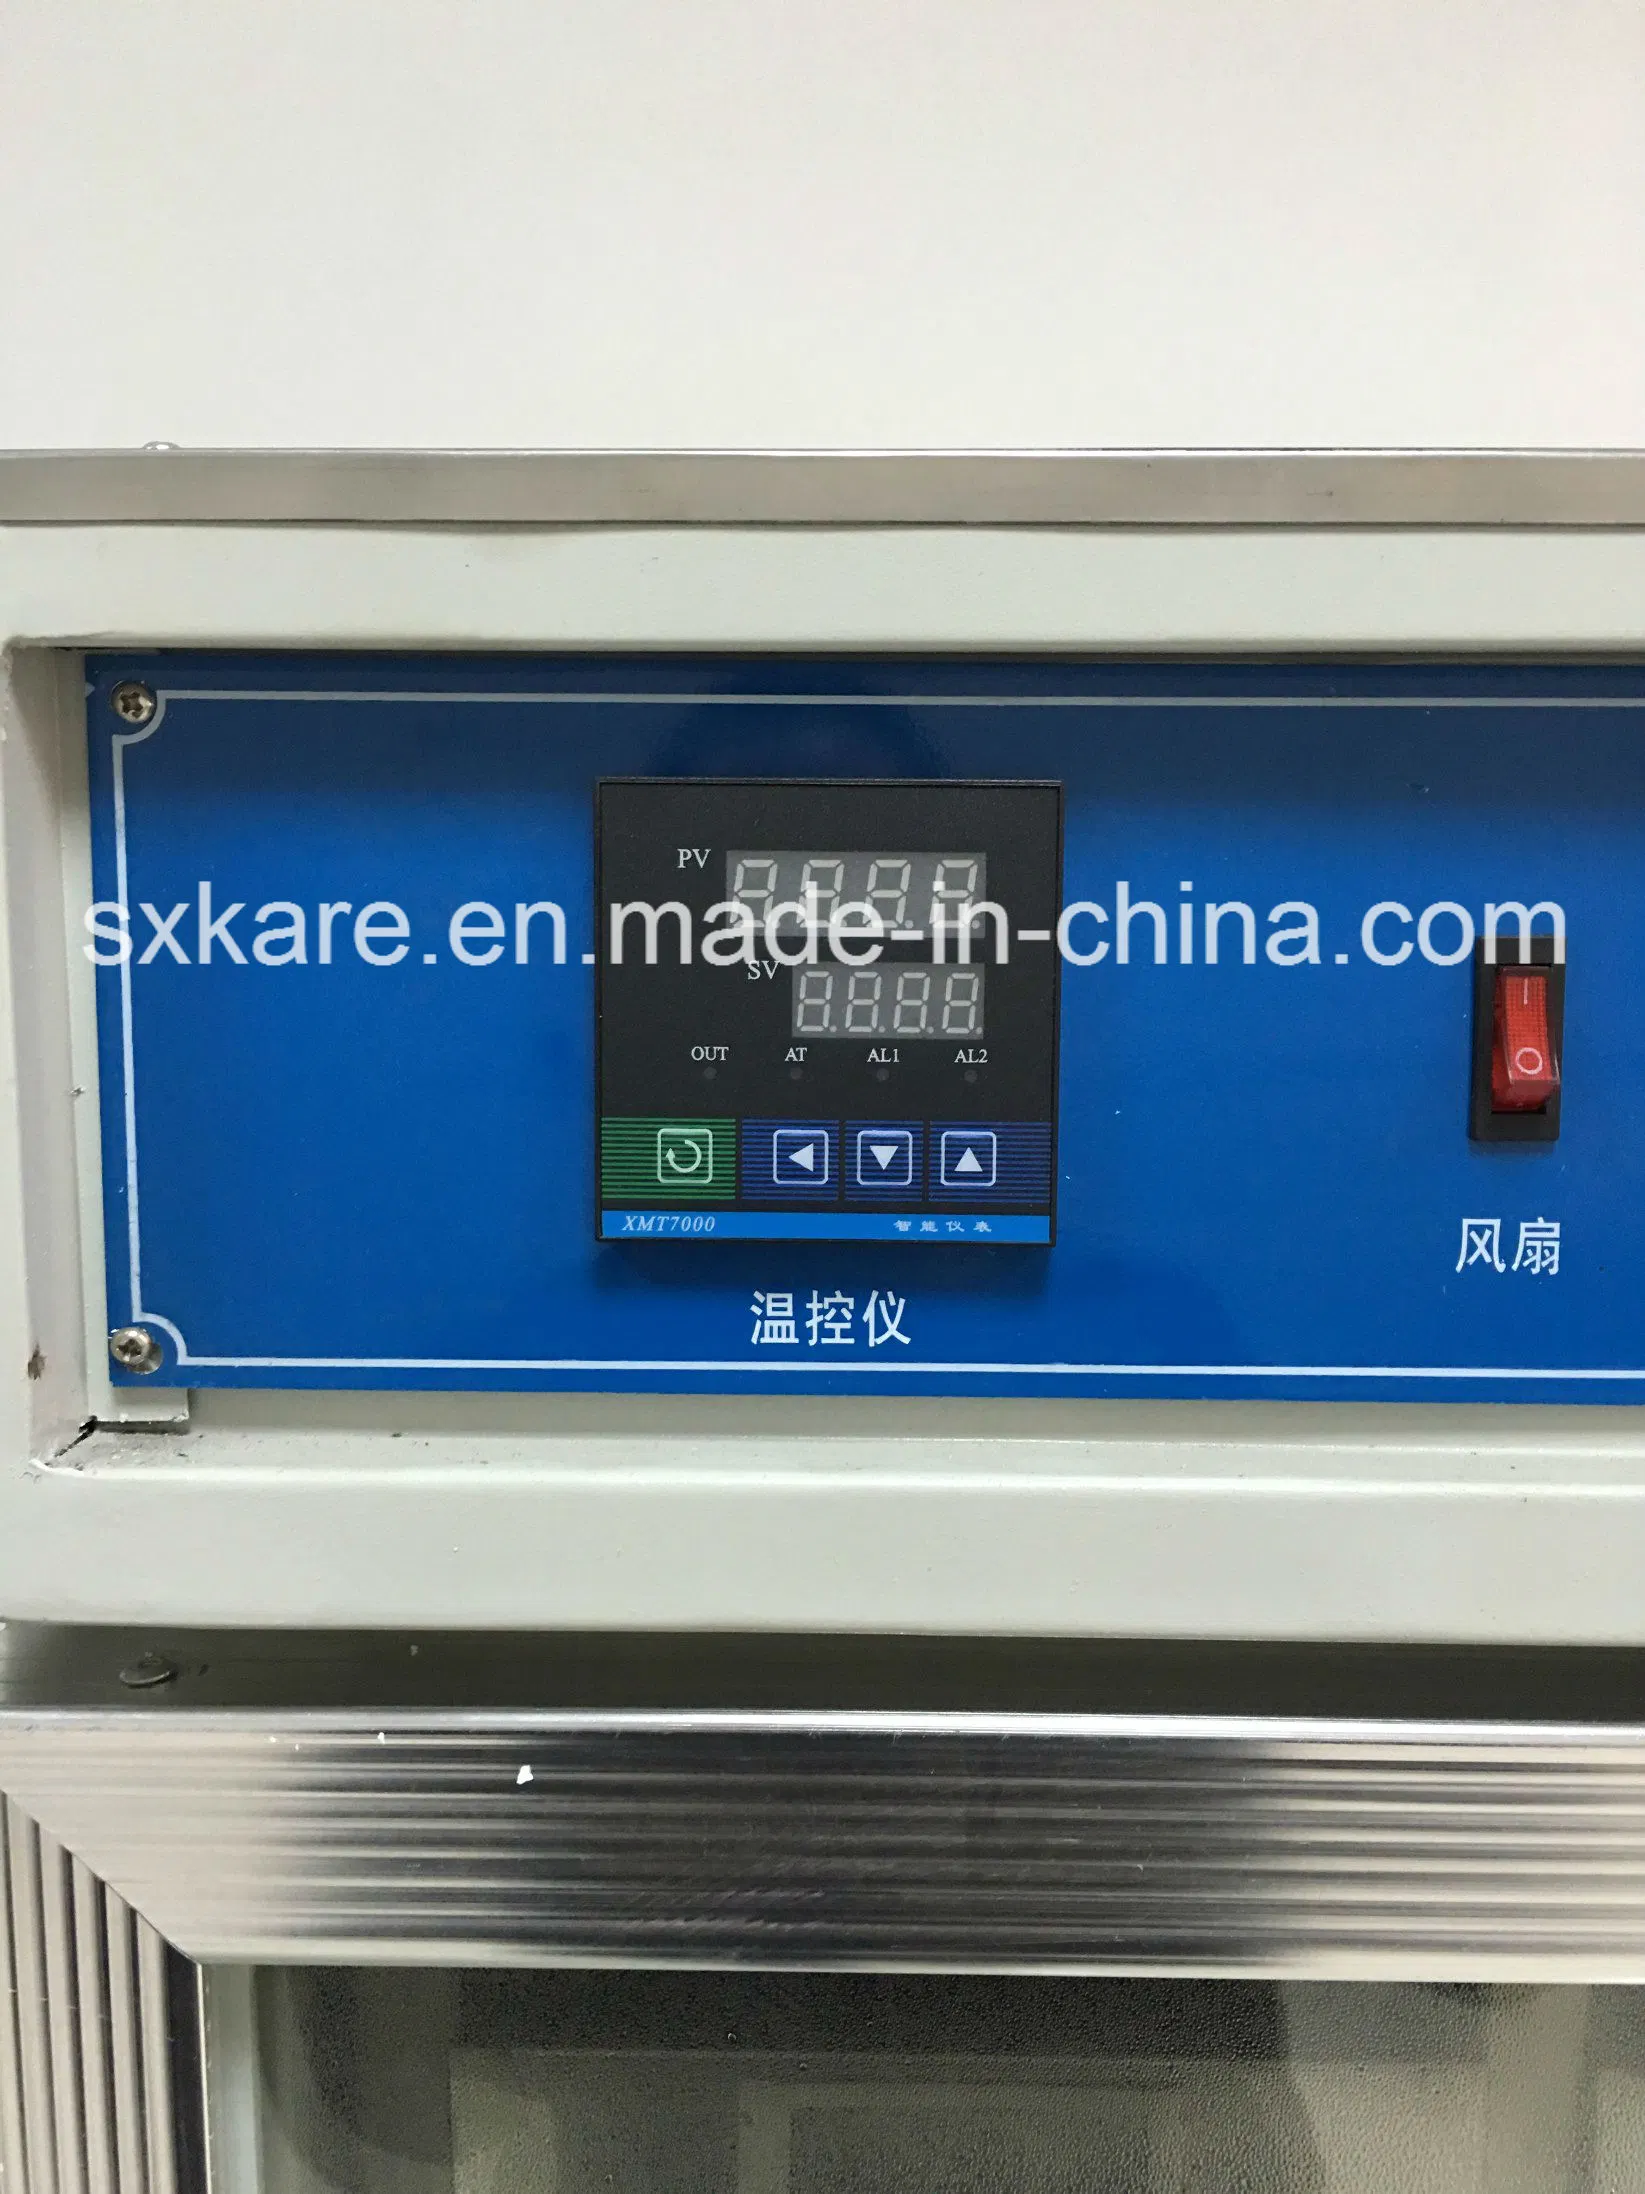 PV
sxkare.en.made-in-china.com
SV
OUT AT AL1 AL2
XMT7000 智能仪表
温控仪
风扇